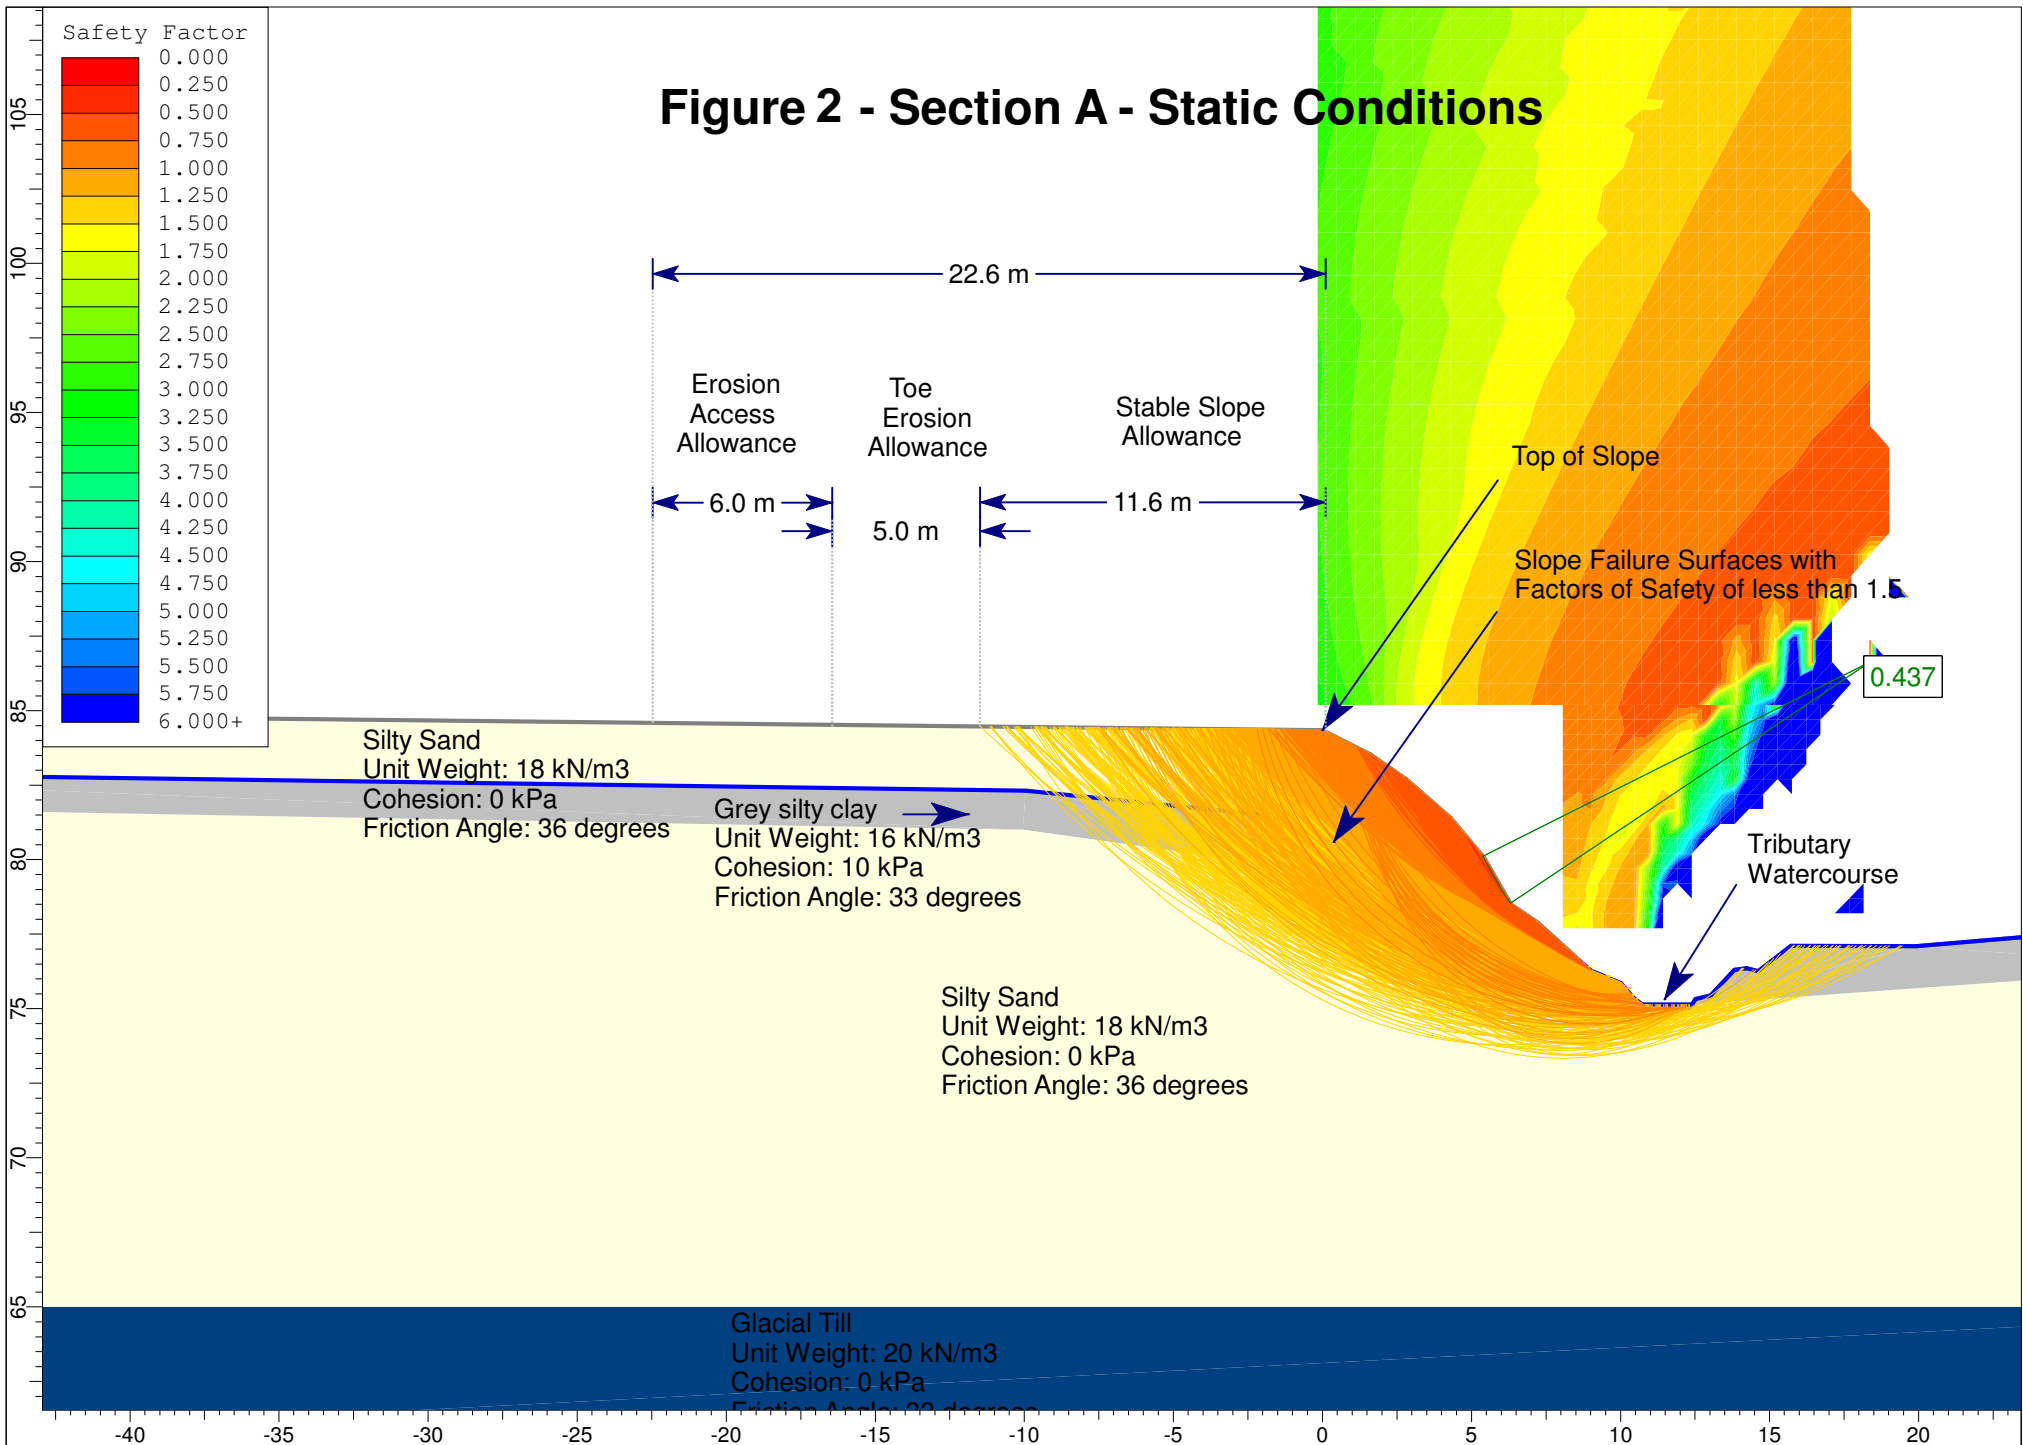 Safety Factor
0.000
0.250
0.500
0.750
1.000
1.250
1.500
1.750
2.000
2.250
2.500
2.750
3.000
3.250
3.500
3.750
4.000
4.250
4.500
4.750
5.000
5.250
5.500
5.750
6.000+
Figure 2 - Section A - Static Conditions
22.6 m
Erosion
Access
Allowance
Toe
Erosion
Allowance
Stable Slope
Allowance
6.0 m
5.0 m
11.6 m
Top of Slope
Slope Failure Surfaces with
Factors of Safety of less than 1.5
0.437
Tributary
Watercourse
Silty Sand
Unit Weight: 18 kN/m3
Cohesion: 0 kPa
Friction Angle: 36 degrees
Grey silty clay
Unit Weight: 16 kN/m3
Cohesion: 10 kPa
Friction Angle: 33 degrees
Silty Sand
Unit Weight: 18 kN/m3
Cohesion: 0 kPa
Friction Angle: 36 degrees
Glacial Till
Unit Weight: 20 kN/m3
Cohesion: 0 kPa
Friction Angle: degrees
105
100
95
90
85
80
75
70
65
-40
-35
-30
-25
-20
-15
-10
-5
0
5
10
15
20